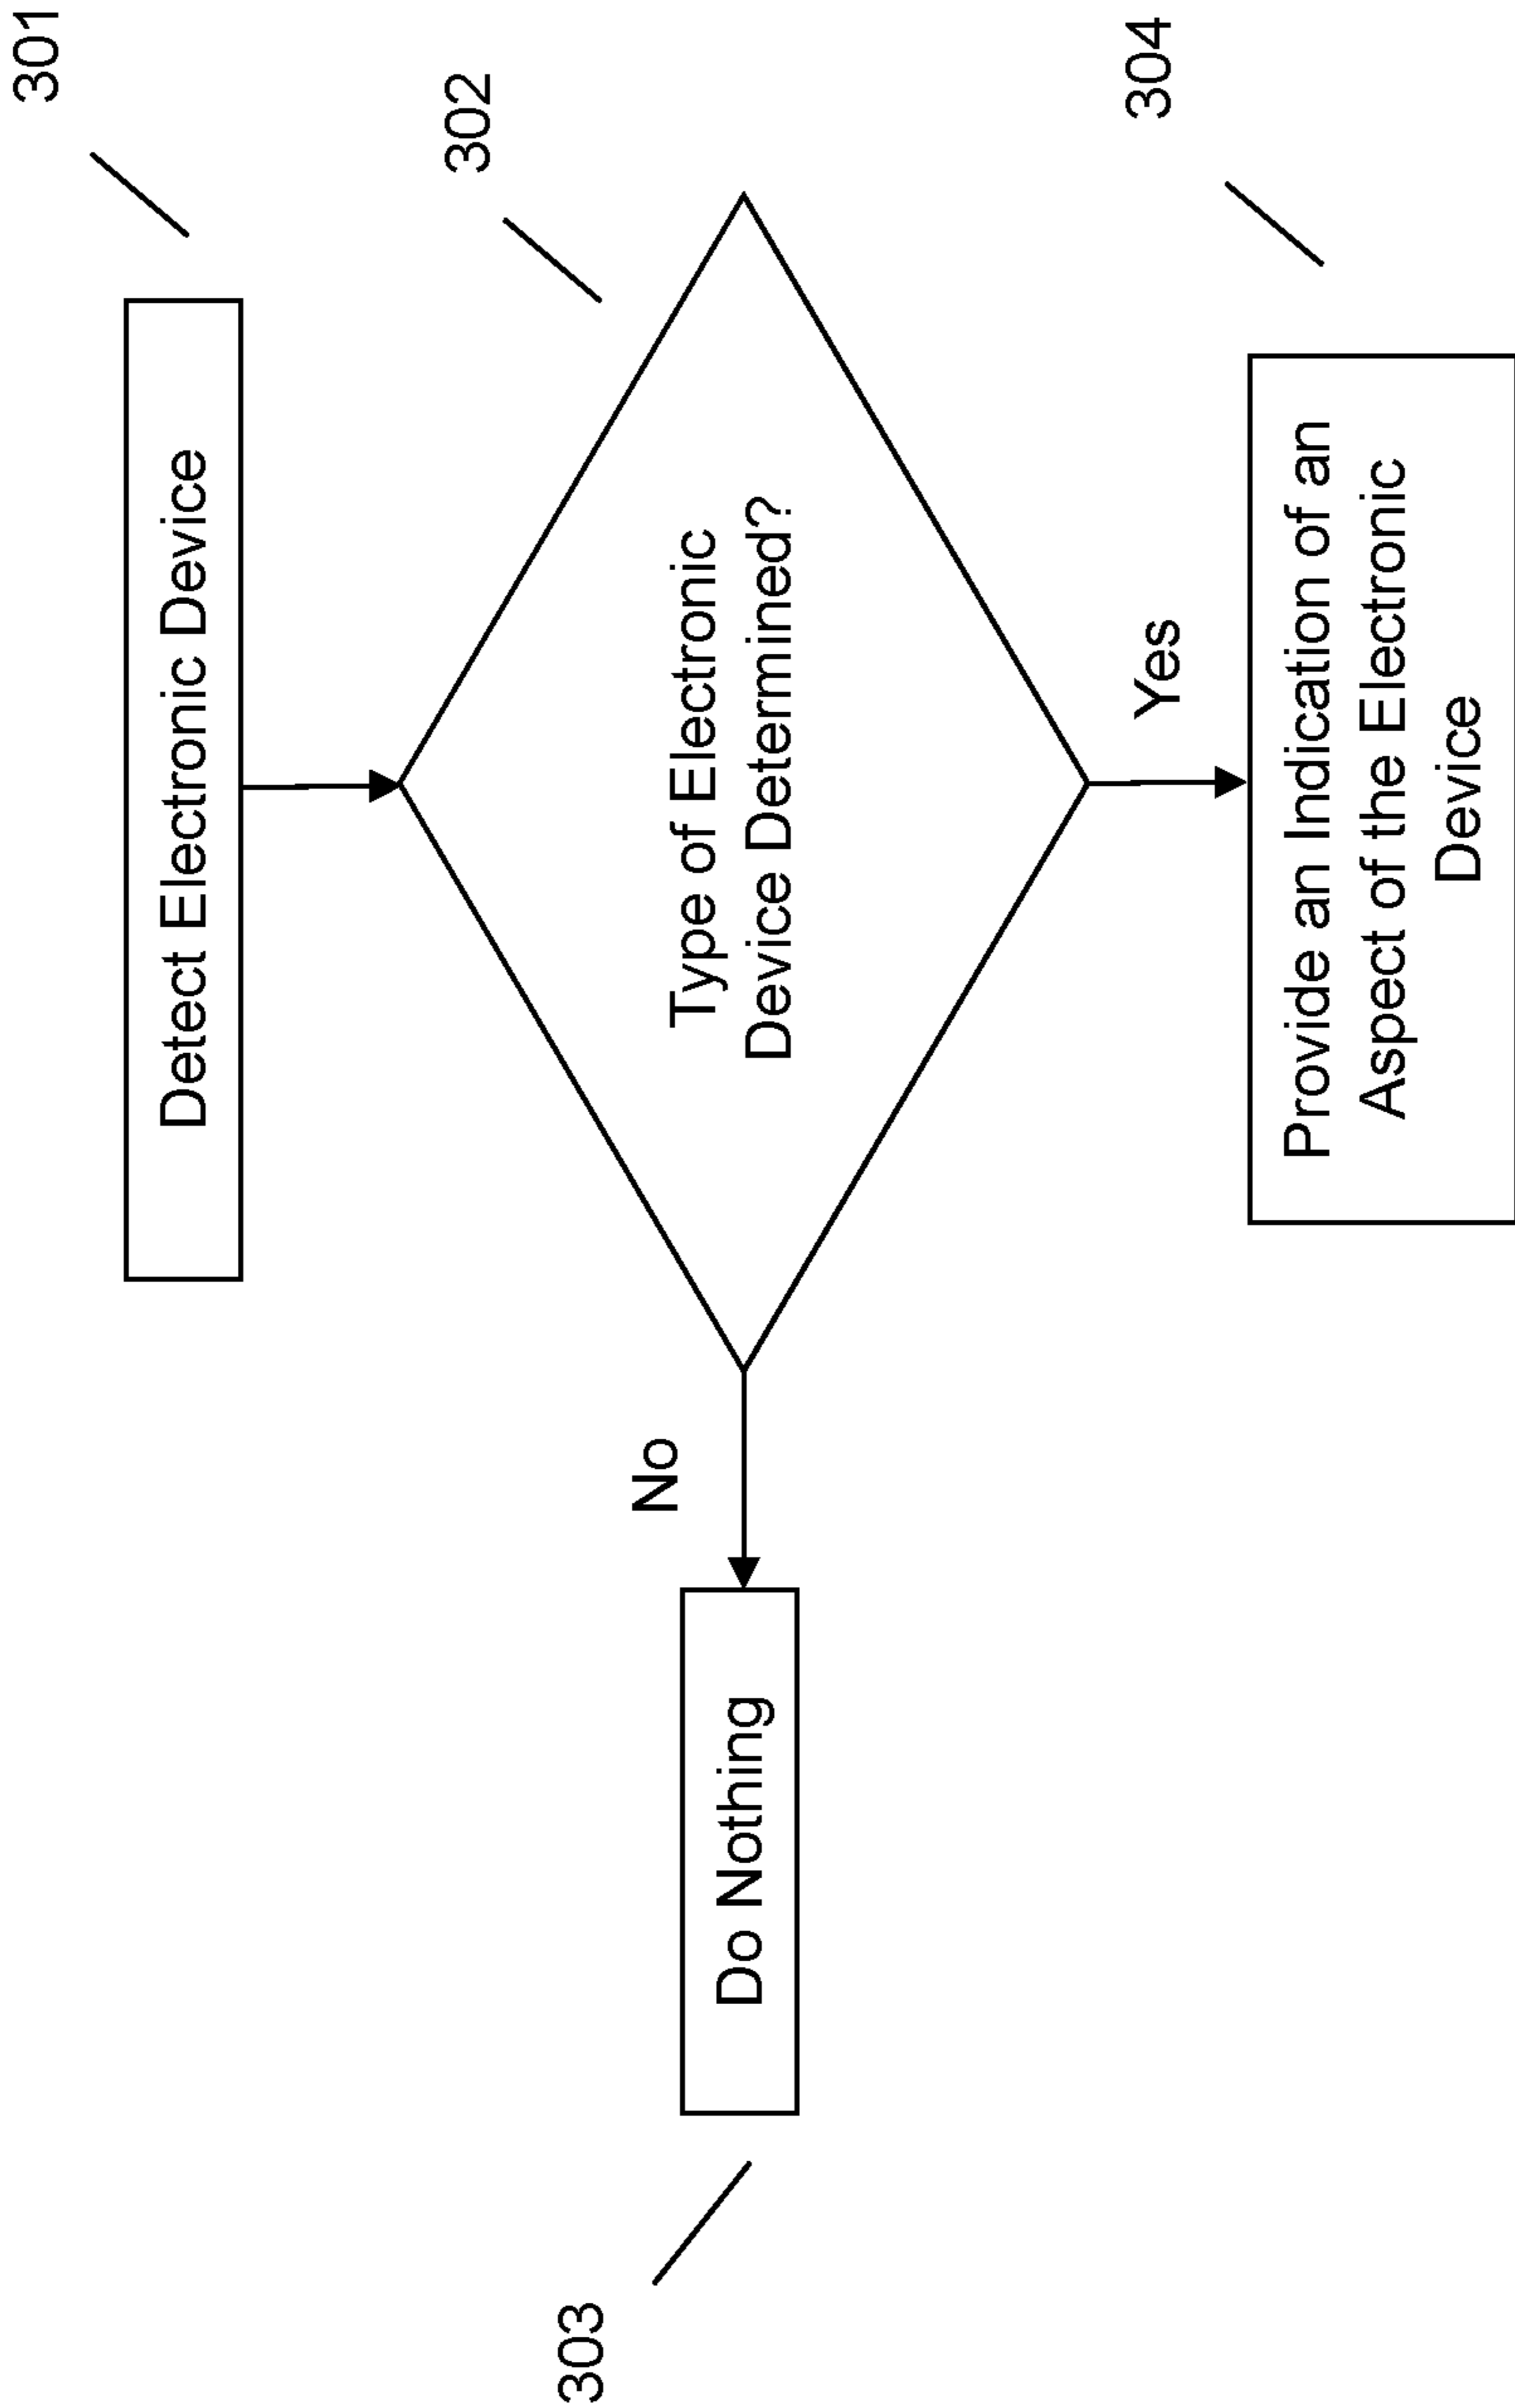 301
Detect Electronic Device
302
Type of Electronic
Device Determined?
No
Do Nothing
303
Yes
304
Provide an Indication of an
Aspect of the Electronic
Device